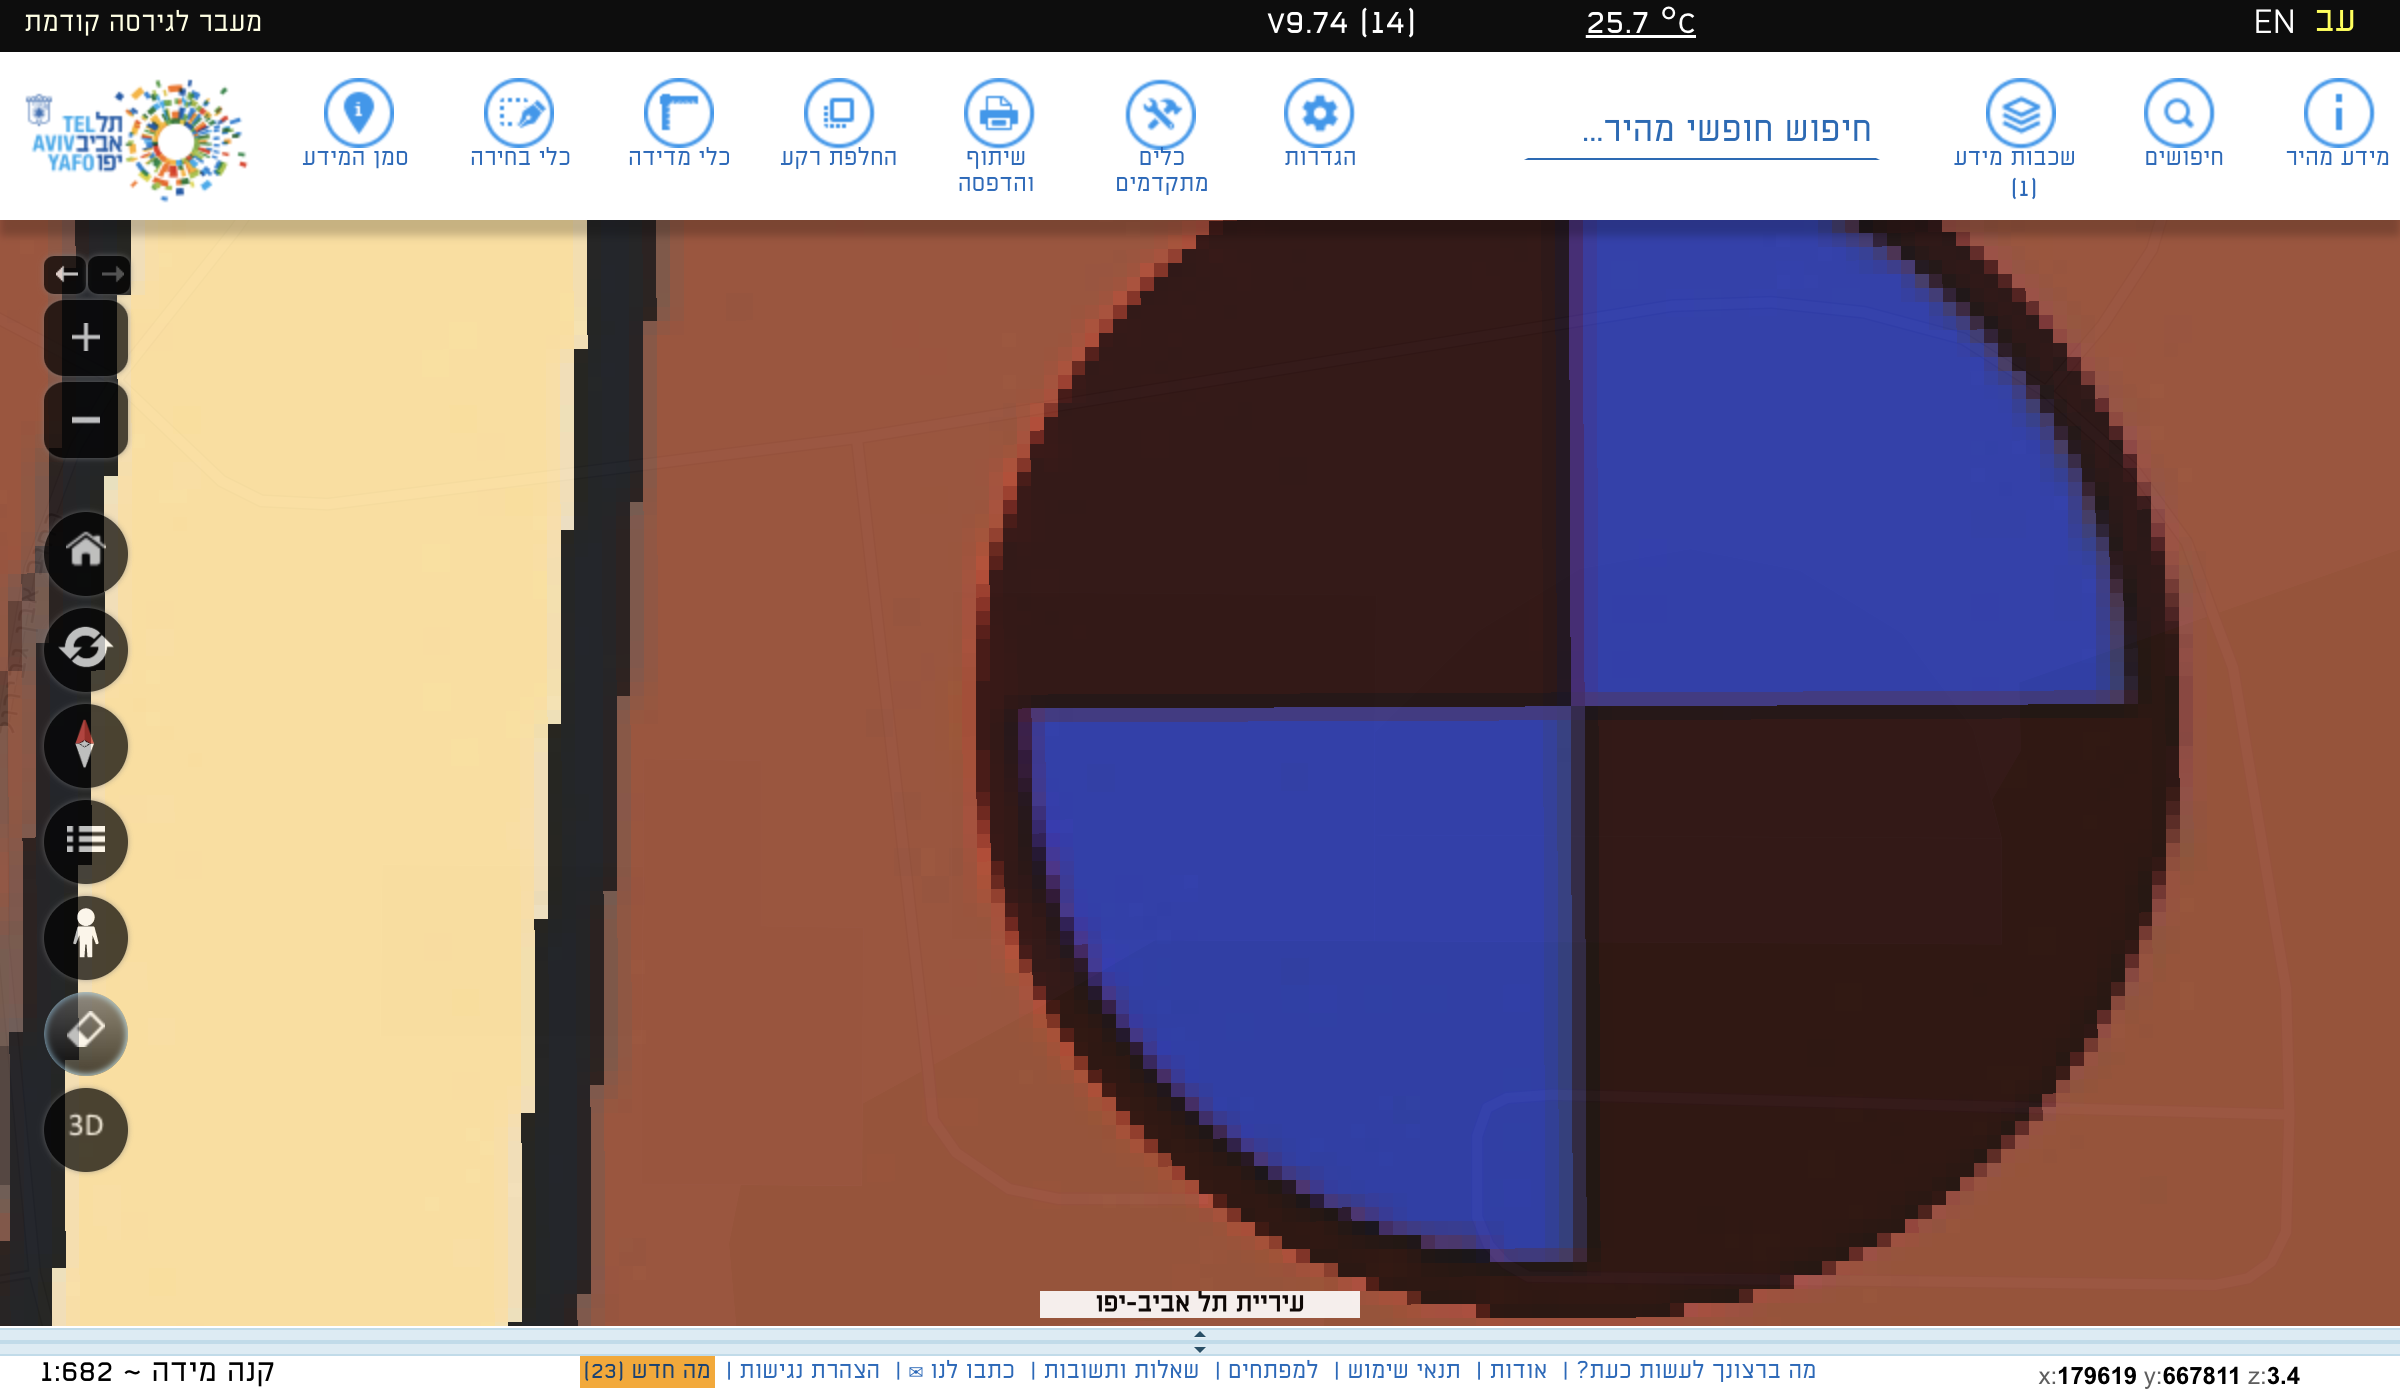 עב EN
25.7 °C
V9.74 (14)
מעבר לגירסה קודמת
מידע מהיר
חיפושים
שכבות מידע
(1)
חיפוש חופשי מהיר...
הגדרות
כלים
מתקדמים
שיתוף
והדפסה
החלפת רקע
כלי מדידה
כלי בחירה
סמן המידע
תל TEL
אביב AVIV
יפו YAFO
3D
עיריית תל אביב-יפו
מה ברצונך לעשות כעת? | אודות | תנאי שימוש | למפתחים | שאלות ותשובות | כתבו לנו ✉ | הצהרת נגישות | מה חדש (23)
קנה מידה ~ 1:682
x:179619 y:667811 z:3.4